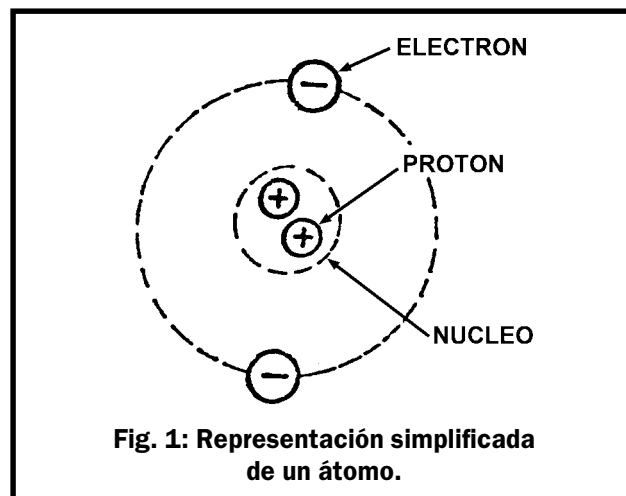 ELECTRON
PROTON
NUCLEO
Fig. 1: Representación simplificada
de un átomo.